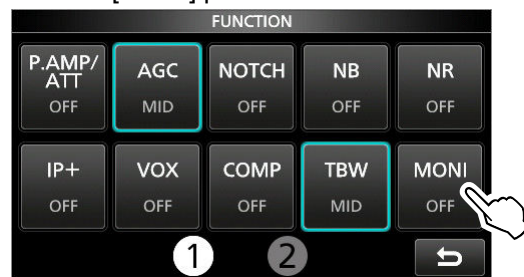 FUNCTION
P.AMP/ AGC NOTCH NB NR
ATT
OFF MID OFF OFF OFF
IP+ VOX COMP TBW MONI
OFF OFF OFF MID OFF
1 2